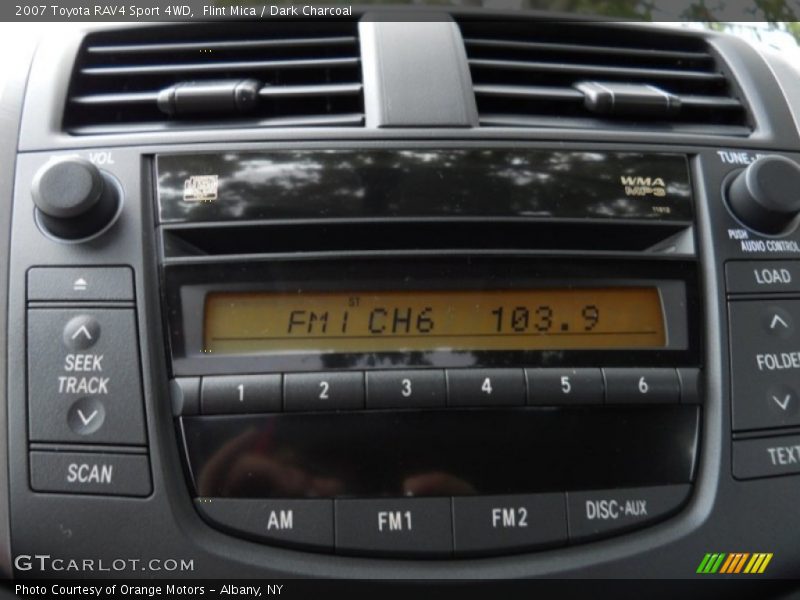 2007 Toyota RAV4 Sport 4WD,  Flint Mica / Dark Charcoal
VOL
WMA
MP3
11813
TUNE
PUSH
AUDIO CONTROL
LOAD
FOLDER
TEXT
SEEK
TRACK
SCAN
ST
FM1 CH6 103.9
1 2 3 4 5 6
AM FM1 FM2 DISC·AUX
GTCARLOT.COM
Photo Courtesy of Orange Motors - Albany, NY